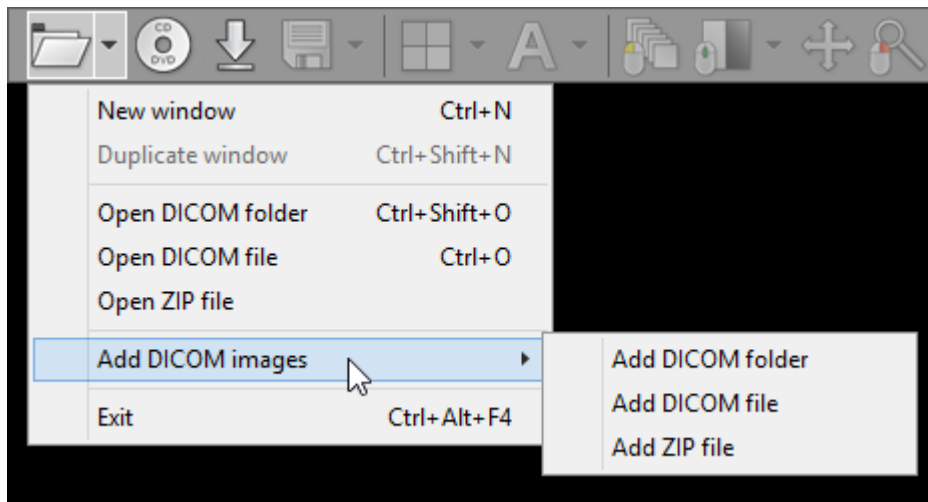 CD
DVD
A
New window Ctrl+N
Duplicate window Ctrl+Shift+N
Open DICOM folder Ctrl+Shift+O
Open DICOM file Ctrl+O
Open ZIP file
Add DICOM images
Exit Ctrl+Alt+F4
Add DICOM folder
Add DICOM file
Add ZIP file